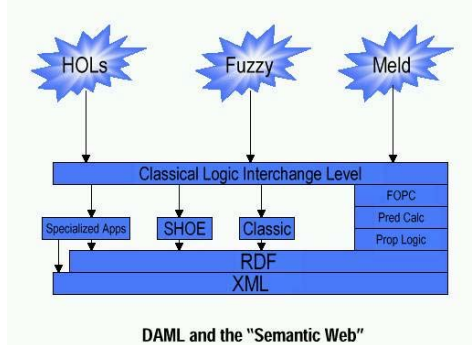 HOLs
Fuzzy
Meld
Classical Logic Interchange Level
FOPC
Pred Calc
Prop Logic
Specialized Apps
SHOE
Classic
RDF
XML
DAML and the "Semantic Web"